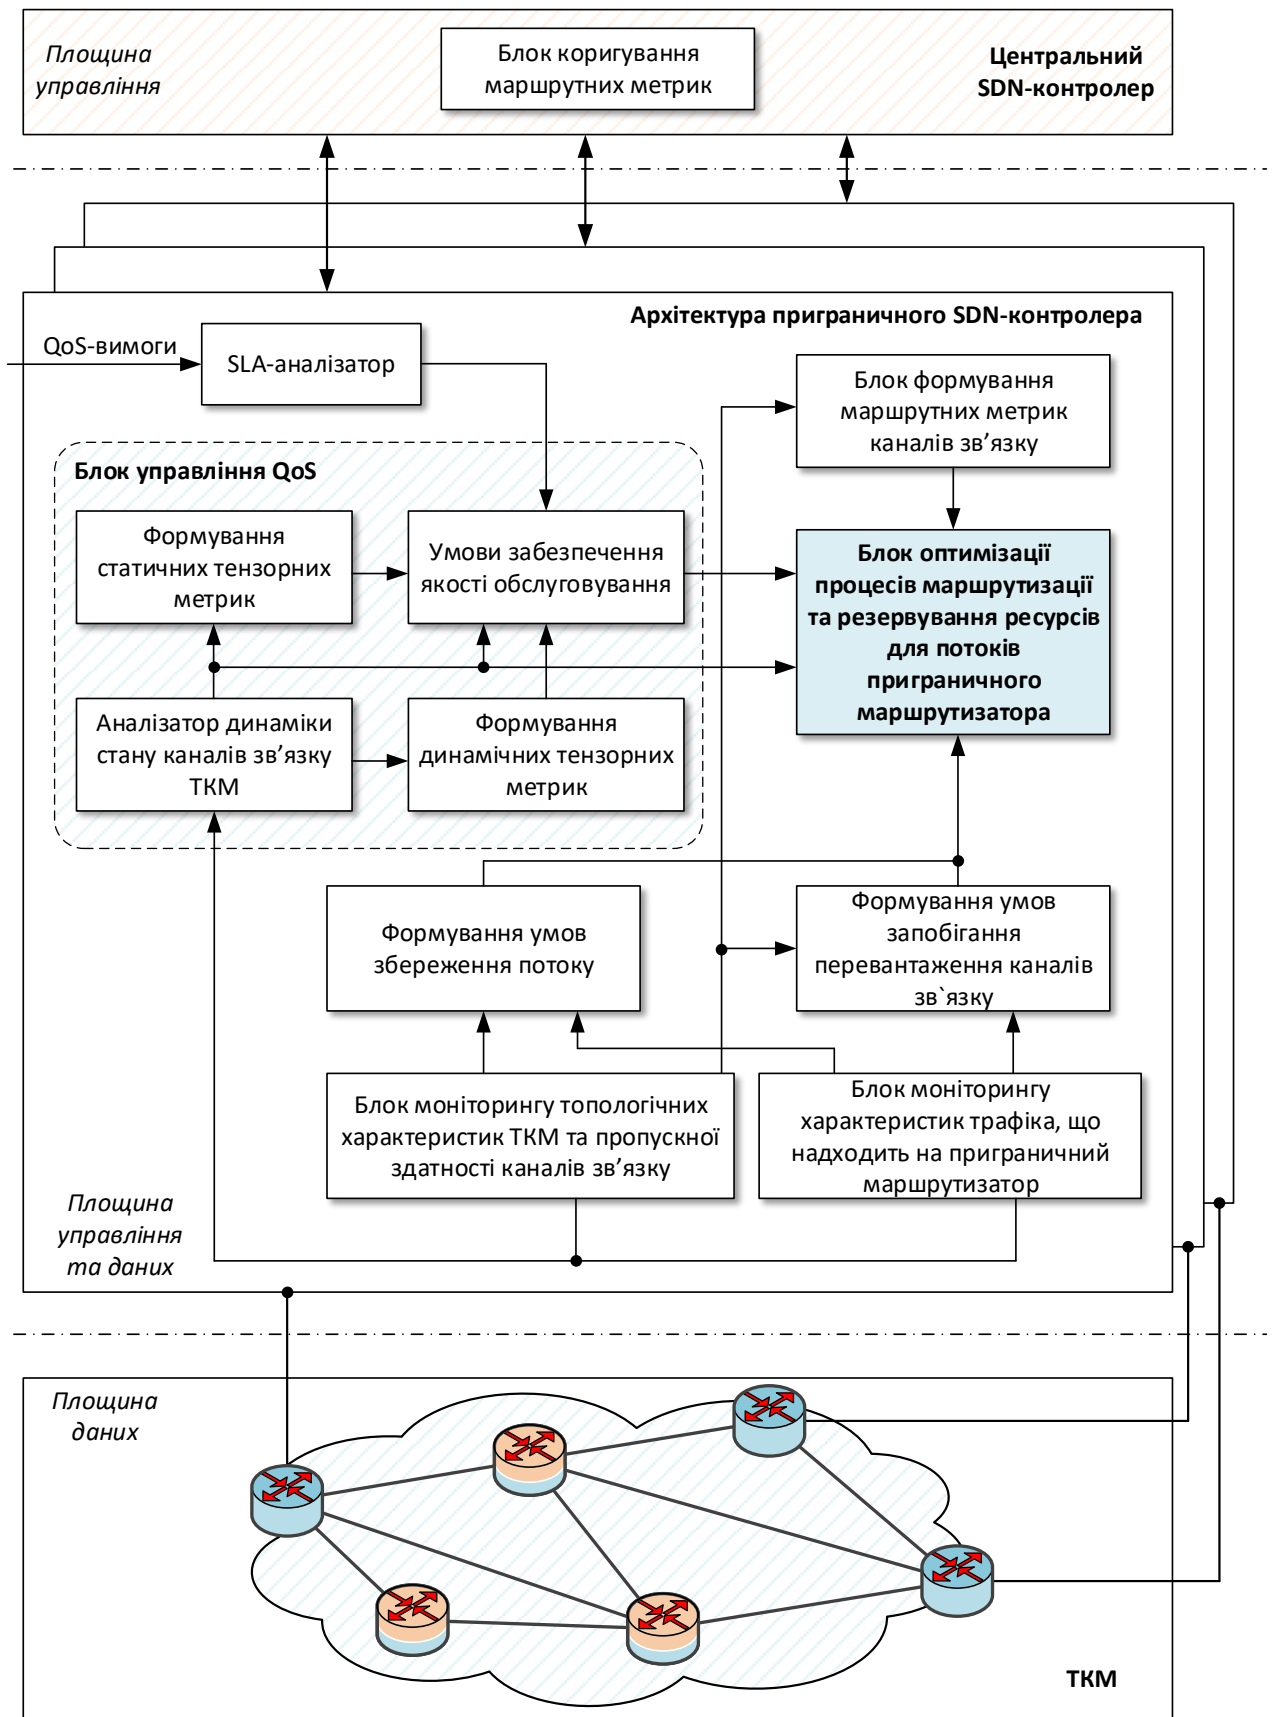 Площина
управління
Блок коригування
маршрутних метрик
Центральний
SDN-контролер
Архітектура приграничного SDN-контролера
QoS-вимоги
SLA-аналізатор
Блок формування
маршрутних метрик
каналів зв’язку
Блок управління QoS
Формування
статичних тензорних
метрик
Умови забезпечення
якості обслуговування
Блок оптимізації
процесів маршрутизації
та резервування ресурсів
для потоків
приграничного
маршрутизатора
Аналізатор динаміки
стану каналів зв’язку
ТКМ
Формування
динамічних тензорних
метрик
Формування умов
збереження потоку
Формування умов
запобігання
перевантаження каналів
зв`язку
Блок моніторингу топологічних
характеристик ТКМ та пропускної
здатності каналів зв’язку
Блок моніторингу
характеристик трафіка, що
надходить на приграничний
маршрутизатор
Площина
управління
та даних
Площина
даних
ТКМ